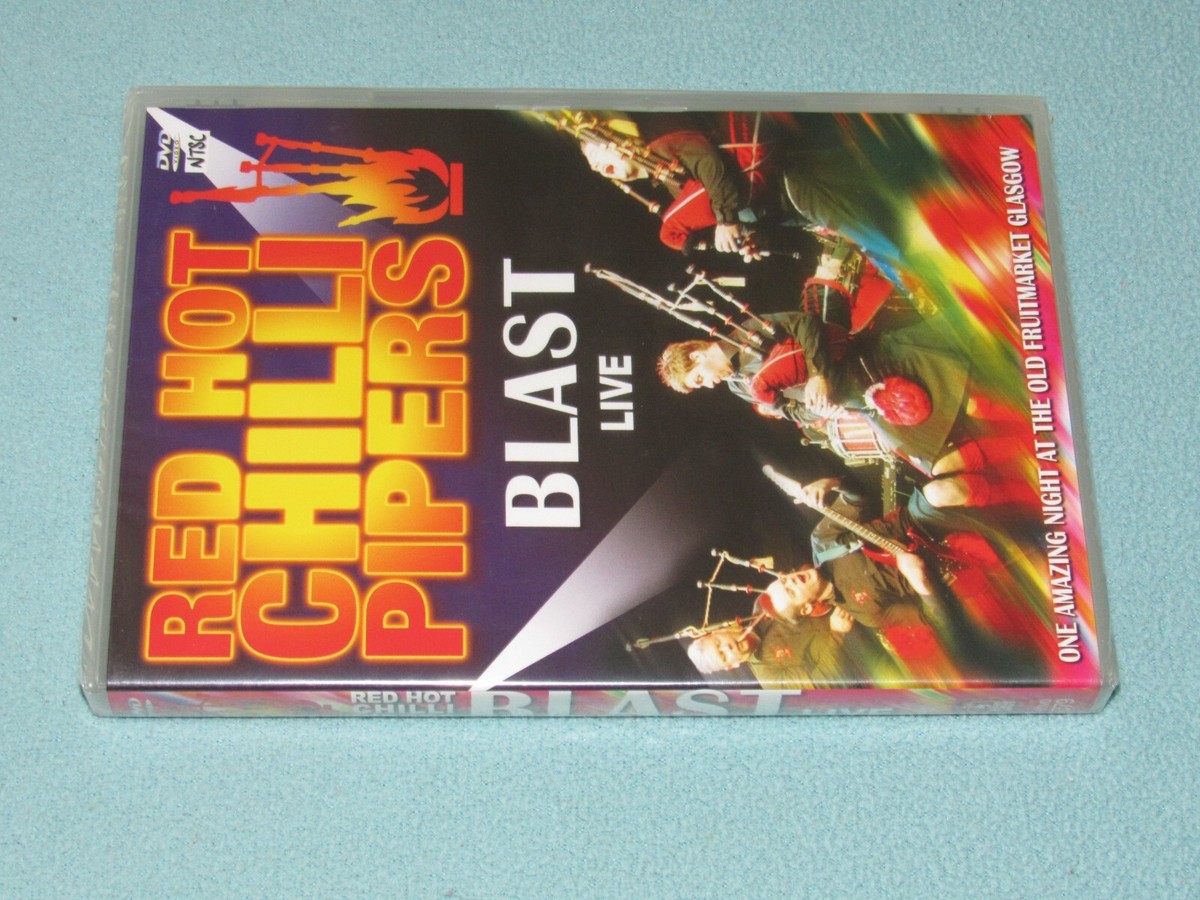 DVD
VIDEO
NTSC
RED HOT
CHILLI
PIPERS
BLAST
LIVE
ONE AMAZING NIGHT AT THE OLD FRUITMARKET GLASGOW
RED HOT
CHILLI
BLAST
LIVE